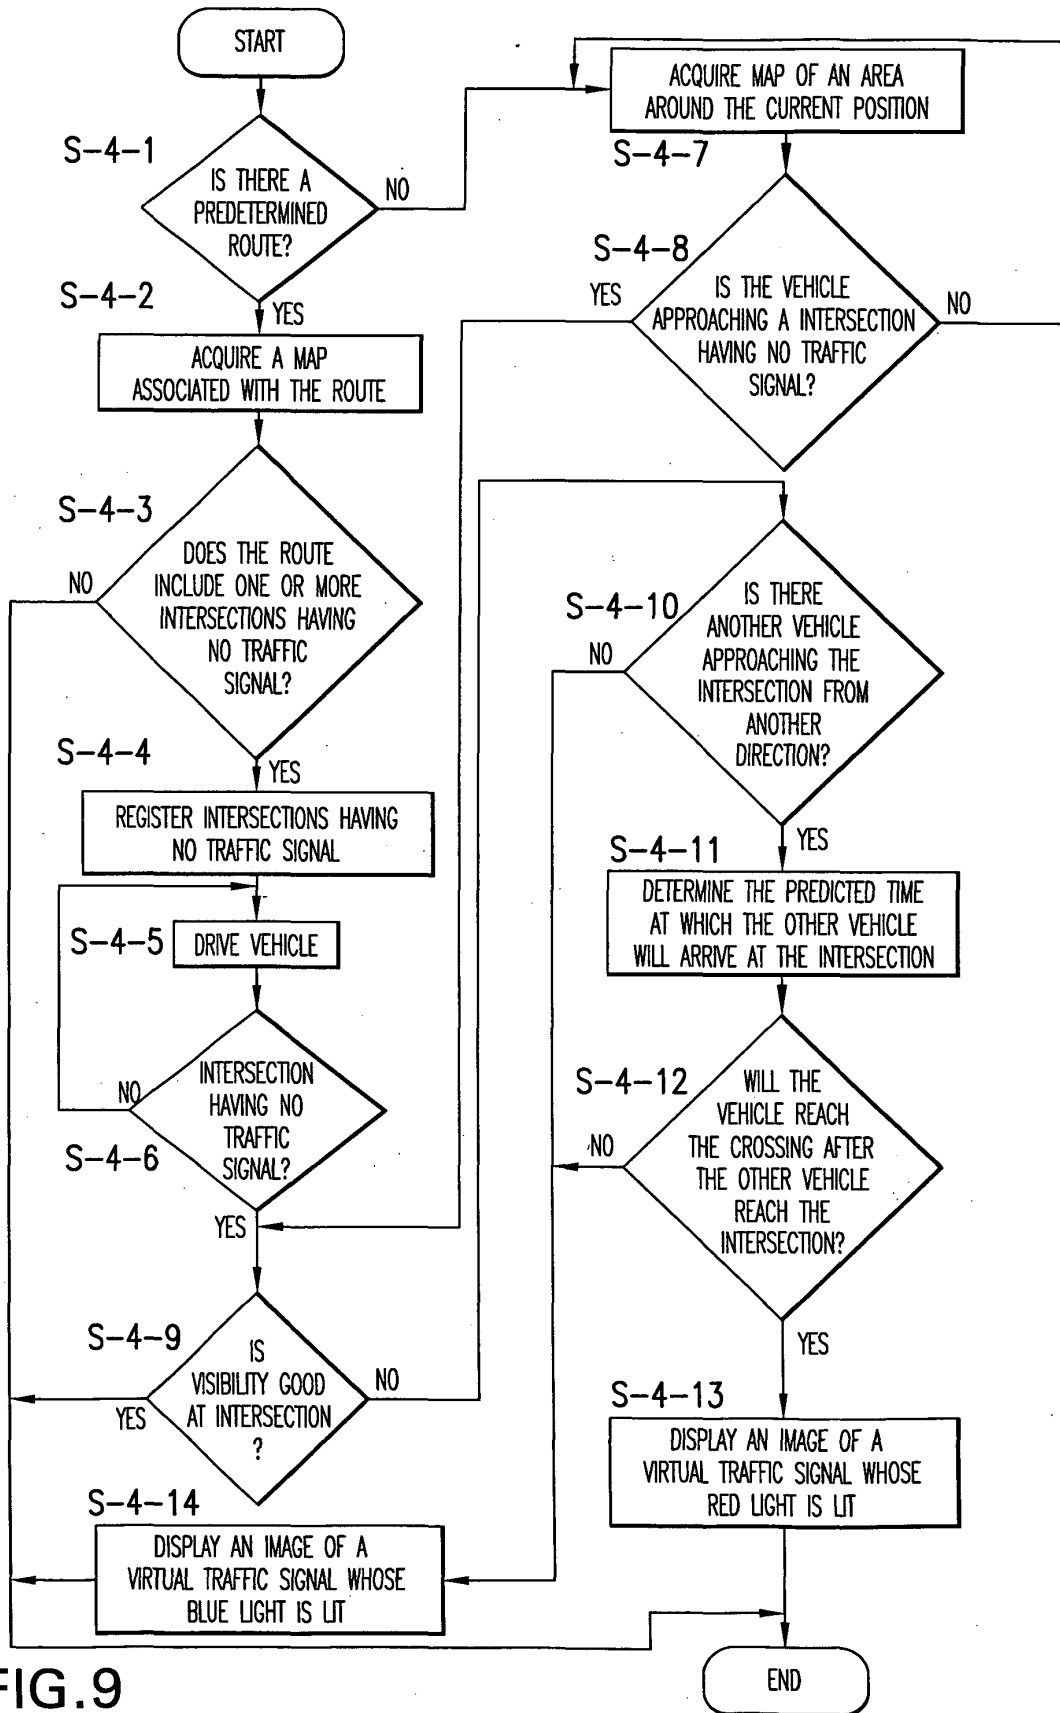 START
S-4-1
IS THERE A
PREDETERMINED
ROUTE?
NO
S-4-2
YES
ACQUIRE A MAP
ASSOCIATED WITH THE ROUTE
S-4-3
DOES THE ROUTE
INCLUDE ONE OR MORE
INTERSECTIONS HAVING
NO TRAFFIC
SIGNAL?
NO
S-4-4
YES
REGISTER INTERSECTIONS HAVING
NO TRAFFIC SIGNAL
S-4-5
DRIVE VEHICLE
INTERSECTION
HAVING NO
TRAFFIC
SIGNAL?
NO
S-4-6
YES
S-4-9
IS
VISIBILITY GOOD
AT INTERSECTION
?
NO
YES
S-4-14
DISPLAY AN IMAGE OF A
VIRTUAL TRAFFIC SIGNAL WHOSE
BLUE LIGHT IS LIT
ACQUIRE MAP OF AN AREA
AROUND THE CURRENT POSITION
S-4-7
S-4-8
YES
IS THE VEHICLE
APPROACHING A INTERSECTION
HAVING NO TRAFFIC
SIGNAL?
NO
S-4-10
IS THERE
ANOTHER VEHICLE
APPROACHING THE
INTERSECTION FROM
ANOTHER
DIRECTION?
NO
YES
S-4-11
DETERMINE THE PREDICTED TIME
AT WHICH THE OTHER VEHICLE
WILL ARRIVE AT THE INTERSECTION
S-4-12
WILL THE
VEHICLE REACH
THE CROSSING AFTER
THE OTHER VEHICLE
REACH THE
INTERSECTION?
NO
YES
S-4-13
DISPLAY AN IMAGE OF A
VIRTUAL TRAFFIC SIGNAL WHOSE
RED LIGHT IS LIT
END
FIG.9